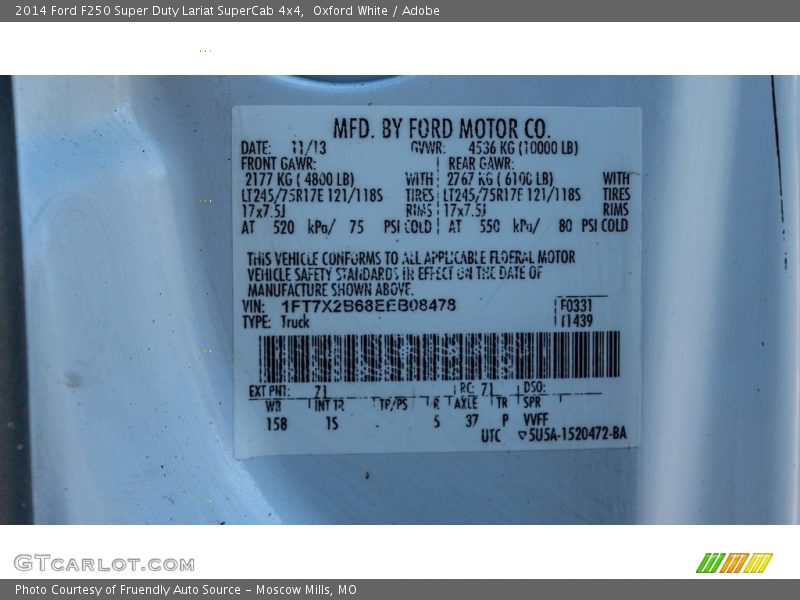 2014 Ford F250 Super Duty Lariat SuperCab 4x4, Oxford White / Adobe
MFD. BY FORD MOTOR CO.
DATE: 11/13 GVWR: 4536 KG (10000 LB)
FRONT GAWR: REAR GAWR:
2177 KG ( 4800 LB) WITH 2767 KG ( 6100 LB) WITH
LT245/75R17E 121/118S TIRES LT245/75R17E 121/118S TIRES
17x7.5J RIMS 17x7.5J RIMS
AT 520 kPa/ 75 PSI COLD AT 550 kPa/ 80 PSI COLD
THIS VEHICLE CONFORMS TO ALL APPLICABLE FEDERAL MOTOR
VEHICLE SAFETY STANDARDS IN EFFECT ON THE DATE OF
MANUFACTURE SHOWN ABOVE.
VIN: 1FT7X2B68EEB08478 F0331
TYPE: Truck T1439
EXT PNT: Z1 RC: 71 DSO:
WB INT TR TP/PS R AXLE TR SPR
158 1S 5 37 P VVFF
UTC ▽5U5A-1520472-BA
GTCARLOT.COM
Photo Courtesy of Fruendly Auto Source - Moscow Mills, MO